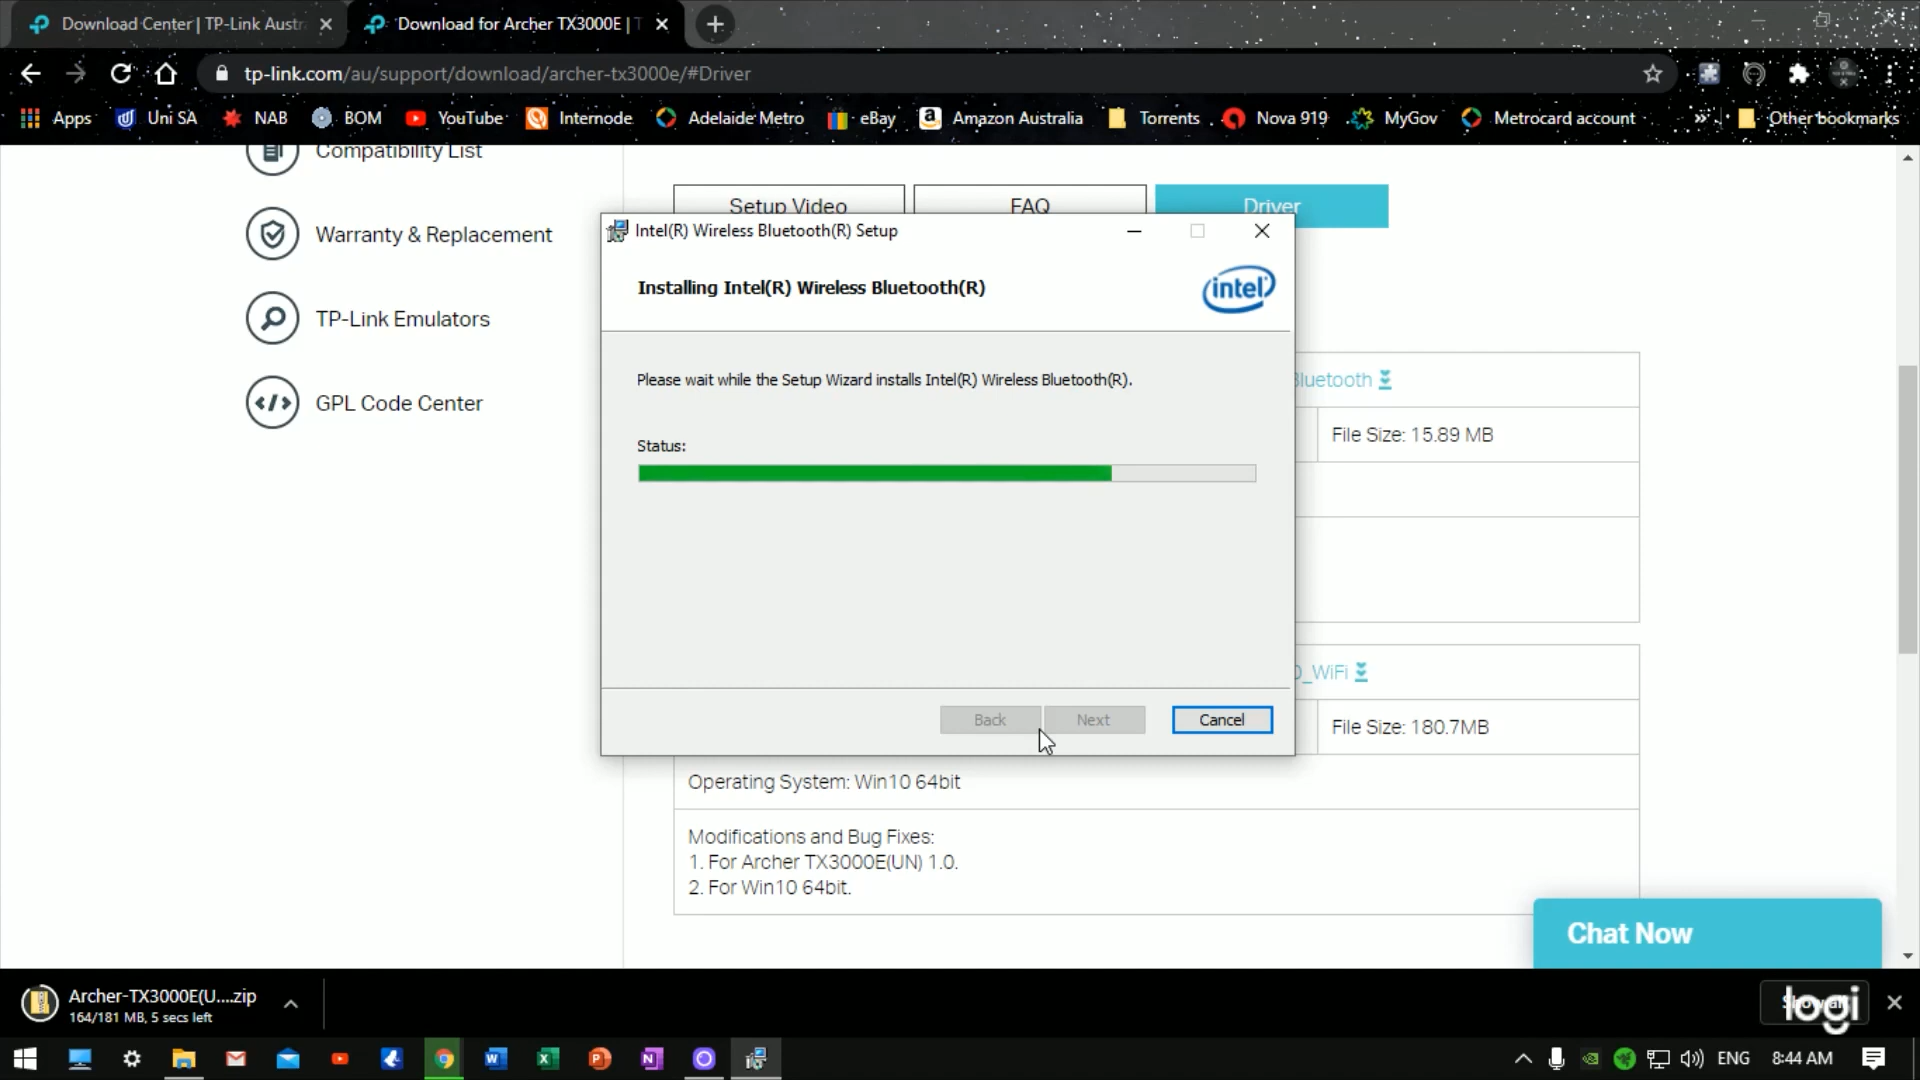 Download Center | TP-Link Austr
Download for Archer TX3000E | T
tp-link.com/au/support/download/archer-tx3000e/#Driver
Apps
Uni SA
NAB
BOM
YouTube
Internode
Adelaide Metro
eBay
Amazon Australia
Torrents
Nova 919
MyGov
Metrocard account
Other bookmarks
Compatibility List
Warranty & Replacement
TP-Link Emulators
GPL Code Center
Setup Video
FAQ
Driver
Intel(R) Wireless Bluetooth(R) Setup
Installing Intel(R) Wireless Bluetooth(R)
intel
Please wait while the Setup Wizard installs Intel(R) Wireless Bluetooth(R).
Status:
Back
Next
Cancel
Bluetooth
File Size: 15.89 MB
_WiFi
File Size: 180.7MB
Operating System: Win10 64bit
Modifications and Bug Fixes:
1. For Archer TX3000E(UN) 1.0.
2. For Win10 64bit.
Chat Now
Archer-TX3000E(U....zip
164/181 MB, 5 secs left
logi
ENG
8:44 AM